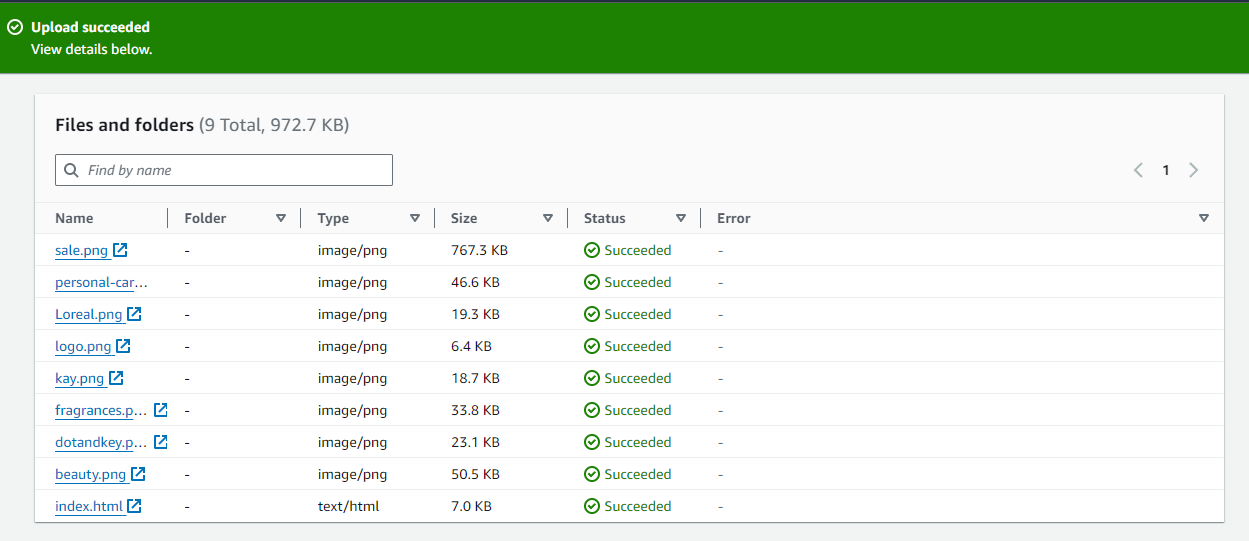 Upload succeeded
View details below.
Files and folders (9 Total, 972.7 KB)
Find by name
1
Name Folder Type Size Status Error
sale.png - image/png 767.3 KB Succeeded -
personal-car... - image/png 46.6 KB Succeeded -
Loreal.png - image/png 19.3 KB Succeeded -
logo.png - image/png 6.4 KB Succeeded -
kay.png - image/png 18.7 KB Succeeded -
fragrances.p... - image/png 33.8 KB Succeeded -
dotandkey.p... - image/png 23.1 KB Succeeded -
beauty.png - image/png 50.5 KB Succeeded -
index.html - text/html 7.0 KB Succeeded -